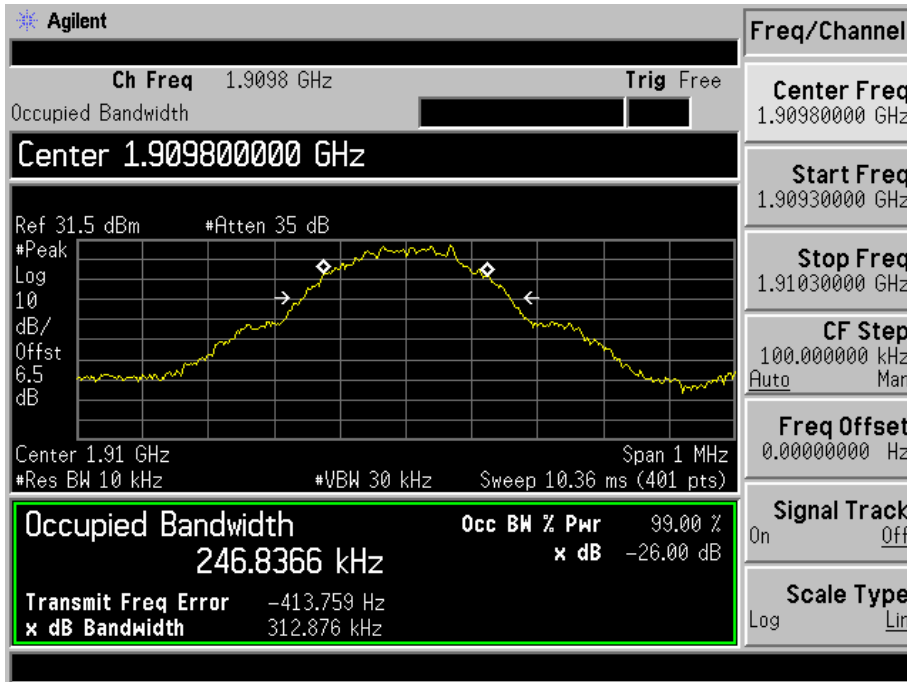 Agilent
Freq/Channel
Ch Freq 1.9098 GHz Trig Free
Occupied Bandwidth
Center 1.909800000 GHz
Ref 31.5 dBm #Atten 35 dB
#Peak
Log
10
dB/
Offst
6.5
dB
Center 1.91 GHz Span 1 MHz
#Res BW 10 kHz #VBW 30 kHz Sweep 10.36 ms (401 pts)
Occupied Bandwidth
246.8366 kHz
Occ BW % Pwr 99.00 %
x dB -26.00 dB
Transmit Freq Error -413.759 Hz
x dB Bandwidth 312.876 kHz
Center Freq
1.90980000 GHz
Start Freq
1.90930000 GHz
Stop Freq
1.91030000 GHz
CF Step
100.000000 kHz
Auto Man
Freq Offset
0.00000000 Hz
Signal Track
On Off
Scale Type
Log Lin